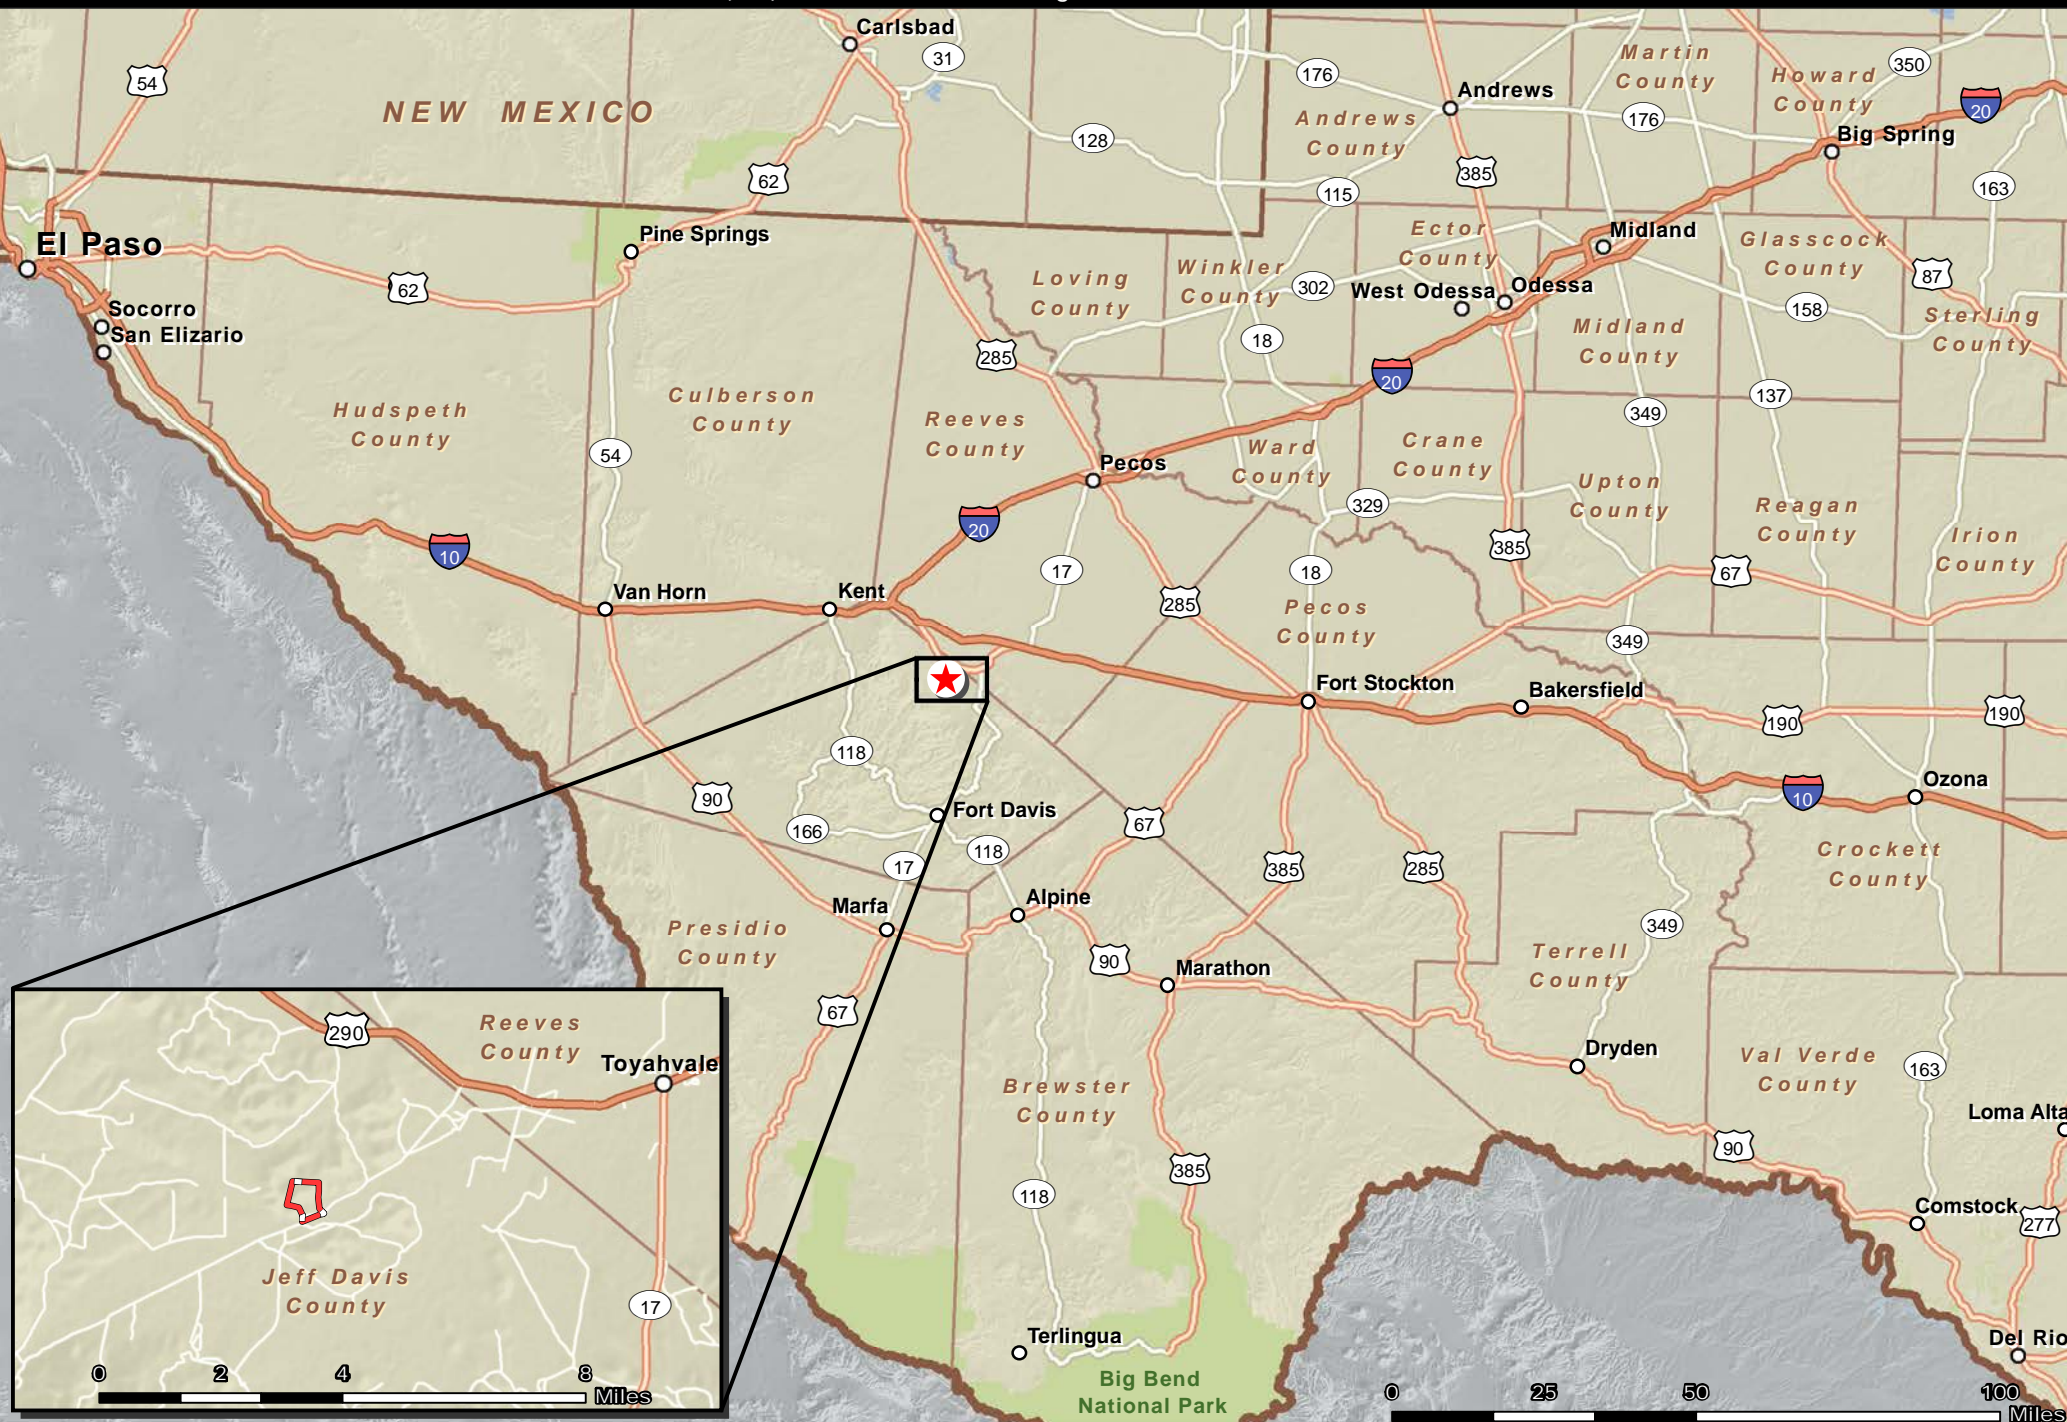 Carlsbad
31
54
NEW MEXICO
176
Andrews
Martin
County
Howard
County
350
20
Andrews
County
176
Big Spring
128
62
385
115
163
El Paso
Pine Springs
Ector
County
Midland
Glasscock
County
62
Loving
County
Winkler
County
302
West Odessa
Odessa
87
Socorro
San Elizario
18
Midland
County
158
Sterling
County
285
20
Hudspeth
County
Culberson
County
Reeves
County
349
137
Ward
County
Crane
County
54
Pecos
Upton
County
Reagan
County
329
20
10
385
Irion
County
17
18
67
Van Horn
Kent
285
Pecos
County
349
Fort Stockton
Bakersfield
190
190
118
90
Ozona
10
Fort Davis
166
67
118
17
385
285
Crockett
County
Marfa
Alpine
Presidio
County
349
Terrell
County
90
Marathon
67
Dryden
Val Verde
County
163
Brewster
County
Loma Alta
90
385
118
Comstock
277
Terlingua
Del Rio
Big Bend
National Park
0
25
50
100
Miles
290
Reeves
County
Toyahvale
Jeff Davis
County
17
0
2
4
8
Miles